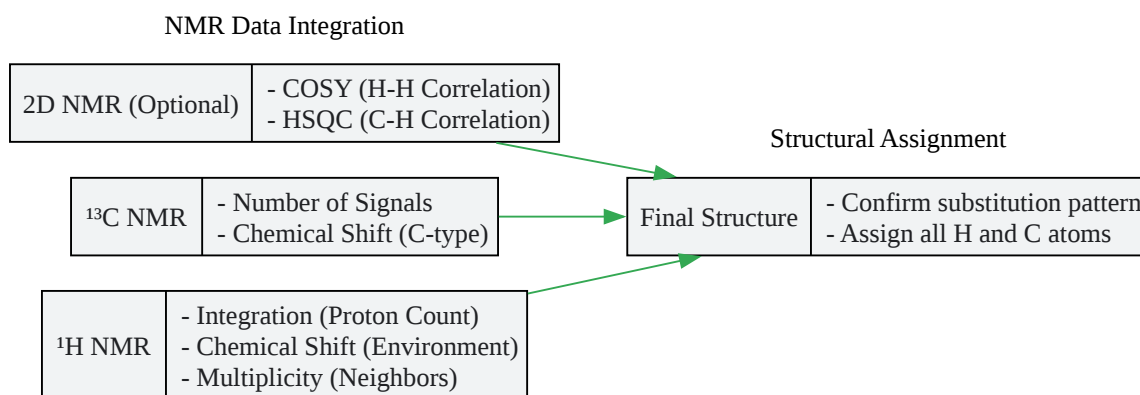 NMR Data Integration
2D NMR (Optional)
- COSY (H-H Correlation)
- HSQC (C-H Correlation)
Structural Assignment
¹³C NMR
- Number of Signals
- Chemical Shift (C-type)
Final Structure
- Confirm substitution pattern
- Assign all H and C atoms
¹H NMR
- Integration (Proton Count)
- Chemical Shift (Environment)
- Multiplicity (Neighbors)